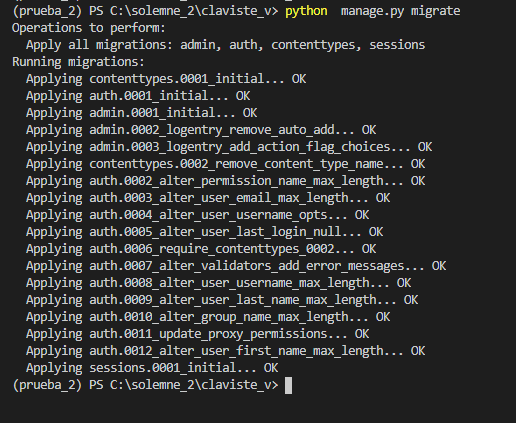 (prueba_2) PS C:\solemne_2\claviste_v> python  manage.py migrate
Operations to perform:
  Apply all migrations: admin, auth, contenttypes, sessions
Running migrations:
  Applying contenttypes.0001_initial... OK
  Applying auth.0001_initial... OK
  Applying admin.0001_initial... OK
  Applying admin.0002_logentry_remove_auto_add... OK
  Applying admin.0003_logentry_add_action_flag_choices... OK
  Applying contenttypes.0002_remove_content_type_name... OK
  Applying auth.0002_alter_permission_name_max_length... OK
  Applying auth.0003_alter_user_email_max_length... OK
  Applying auth.0004_alter_user_username_opts... OK
  Applying auth.0005_alter_user_last_login_null... OK
  Applying auth.0006_require_contenttypes_0002... OK
  Applying auth.0007_alter_validators_add_error_messages... OK
  Applying auth.0008_alter_user_username_max_length... OK
  Applying auth.0009_alter_user_last_name_max_length... OK
  Applying auth.0010_alter_group_name_max_length... OK
  Applying auth.0011_update_proxy_permissions... OK
  Applying auth.0012_alter_user_first_name_max_length... OK
  Applying sessions.0001_initial... OK
(prueba_2) PS C:\solemne_2\claviste_v>